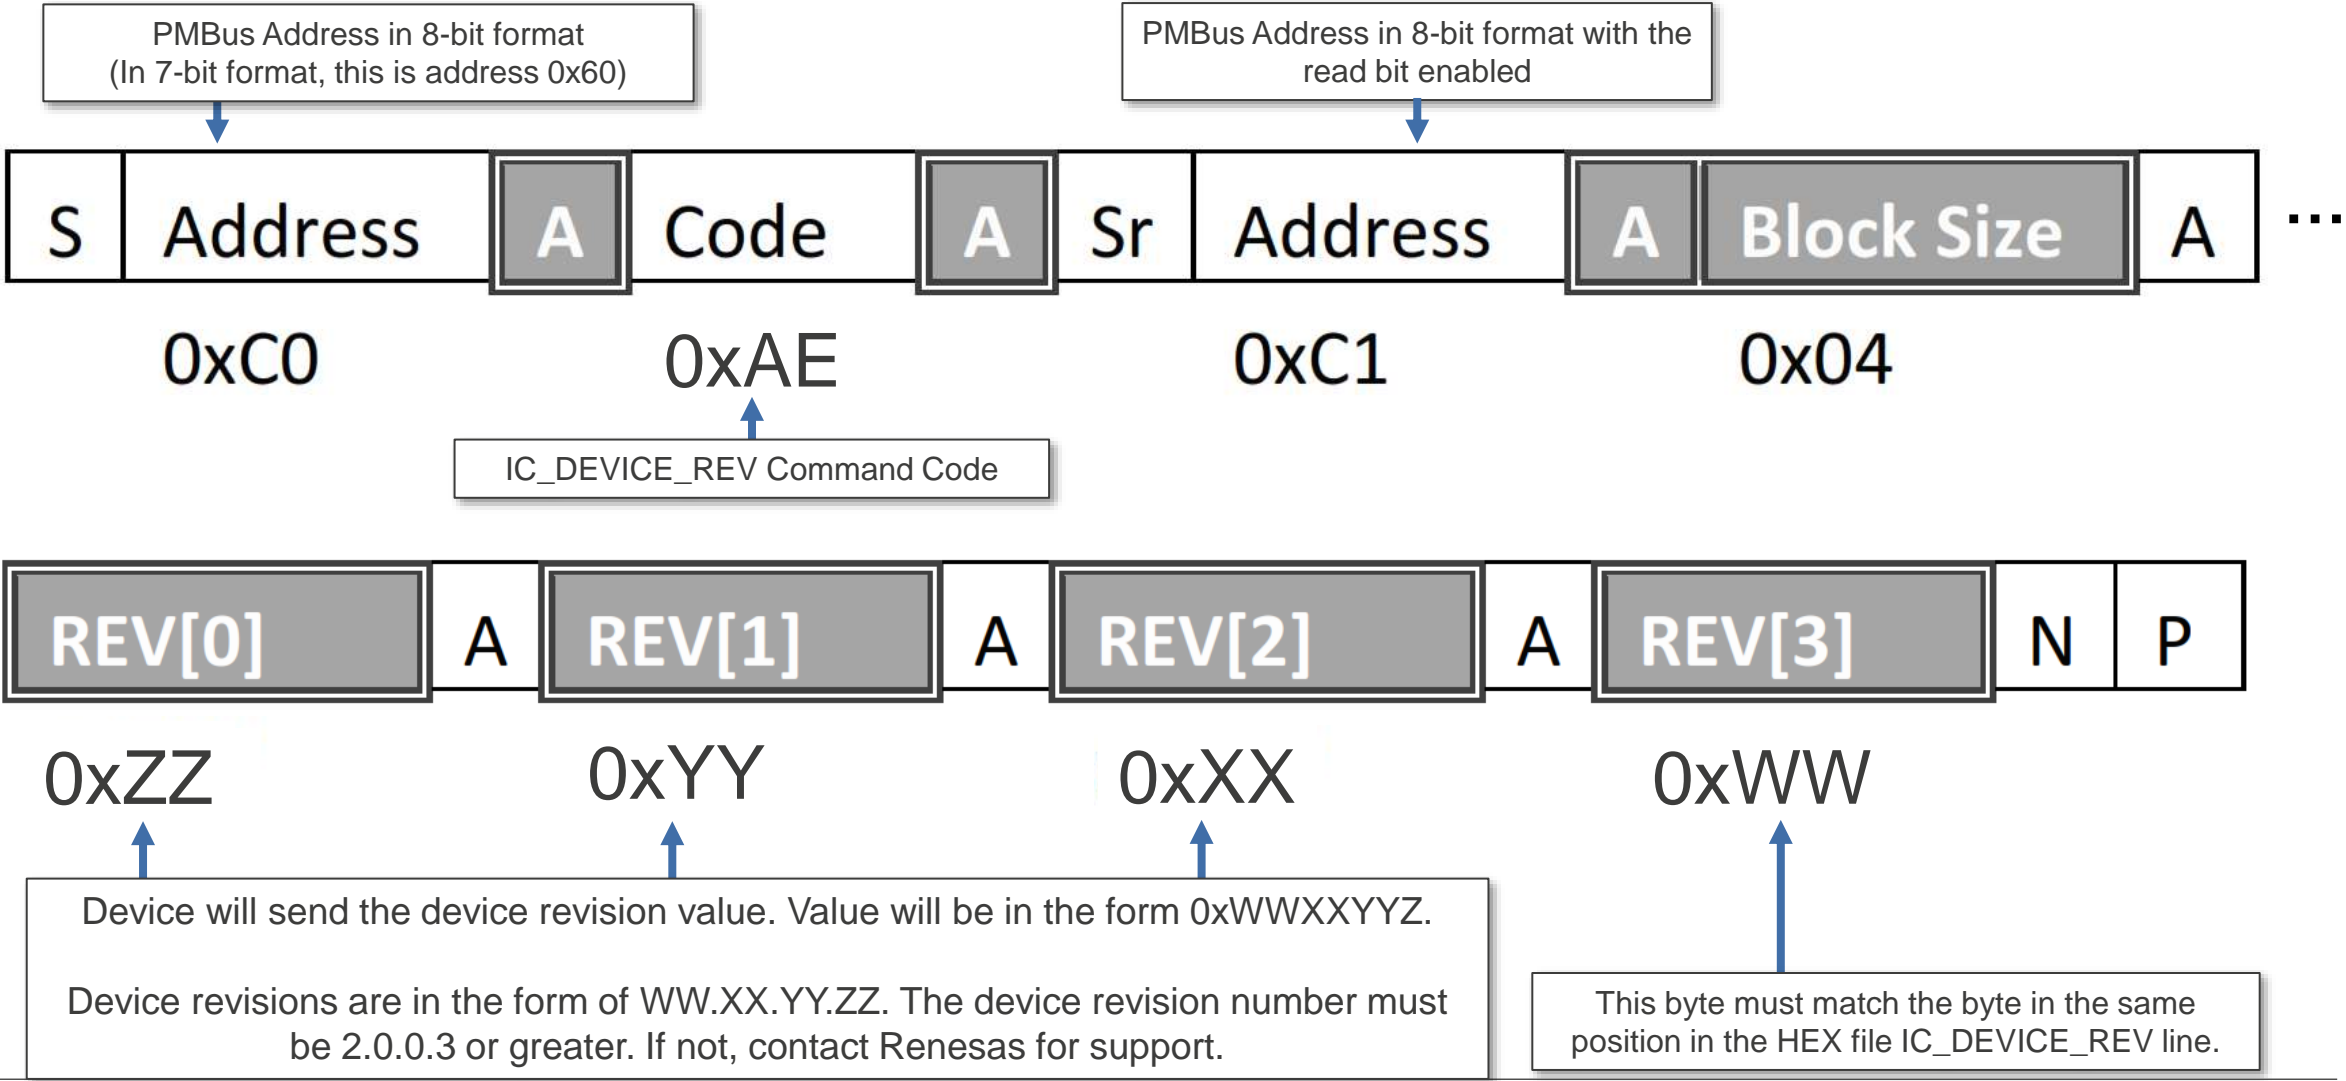 PMBus Address in 8-bit format
(In 7-bit format, this is address 0x60)
PMBus Address in 8-bit format with the
read bit enabled
S Address A Code A Sr Address A Block Size A ...
0xC0 0xAE 0xC1 0x04
IC_DEVICE_REV Command Code
REV[0] A REV[1] A REV[2] A REV[3] N P
0xZZ 0xYY 0xXX 0xWW
Device will send the device revision value. Value will be in the form 0xWWXXYYZ.
Device revisions are in the form of WW.XX.YY.ZZ. The device revision number must
be 2.0.0.3 or greater. If not, contact Renesas for support.
This byte must match the byte in the same
position in the HEX file IC_DEVICE_REV line.